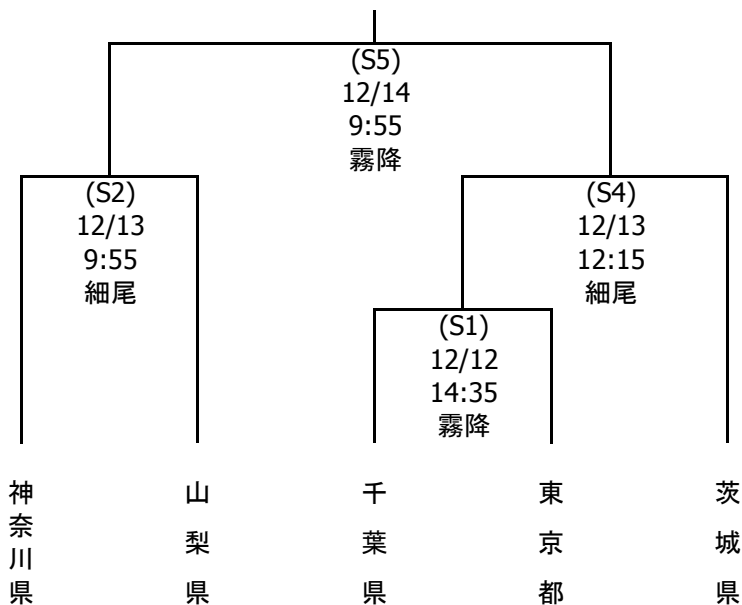 (S5)
12/14
9:55
霧降
(S2)
12/13
9:55
細尾
(S4)
12/13
12:15
細尾
(S1)
12/12
14:35
霧降
神奈川県
山梨県
千葉県
東京都
茨城県